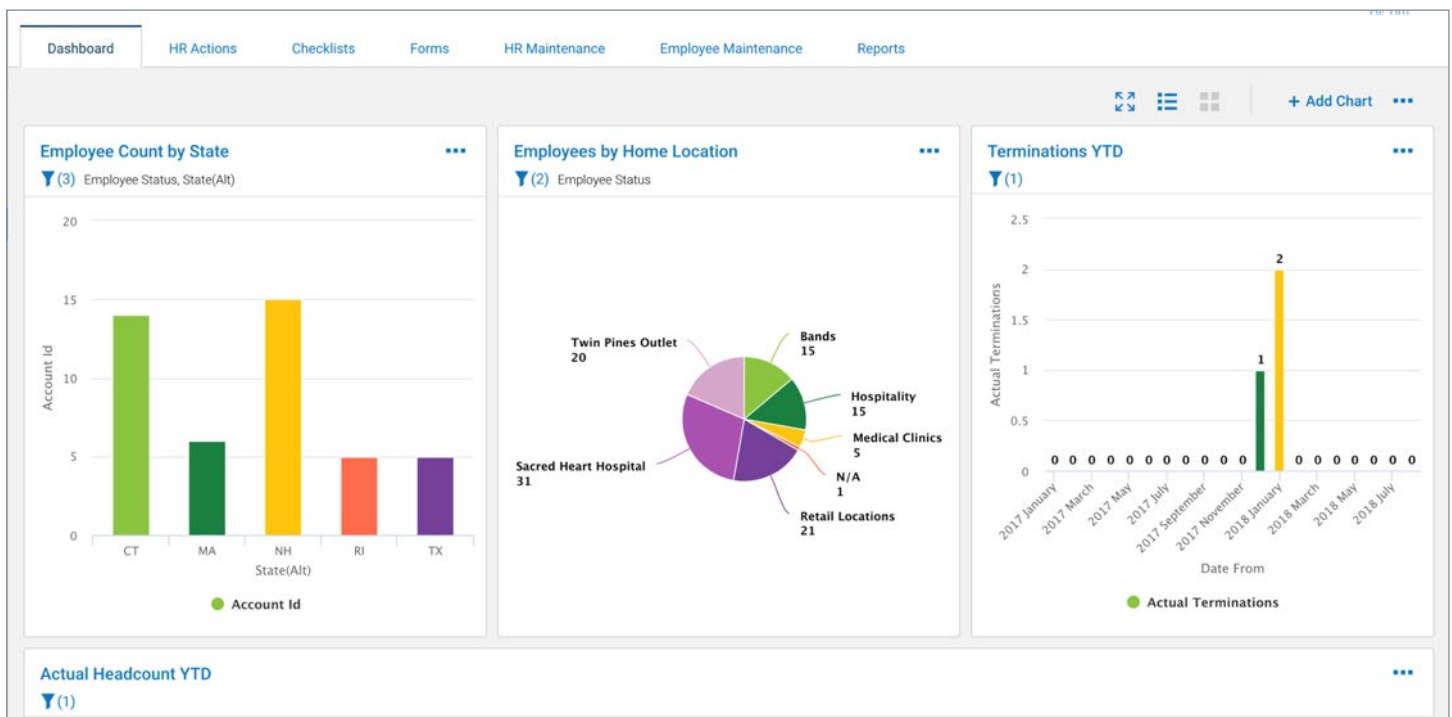 Dashboard HR Actions Checklists Forms HR Maintenance Employee Maintenance Reports
+ Add Chart
Employee Count by State
(3) Employee Status, State(Alt)
20
15
10
5
0
Account Id
CT MA NH RI TX
State(Alt)
Account Id
Employees by Home Location
(2) Employee Status
Bands
15
Twin Pines Outlet
20
Hospitality
15
Medical Clinics
5
Sacred Heart Hospital
31
N/A
1
Retail Locations
21
Terminations YTD
(1)
2.5
2
1.5
1
0.5
0
Actual Terminations
2
1
0 0 0 0 0 0 0 0 0 0 0 0 0 0 0 0 0 0
2017 January 2017 March 2017 May 2017 July 2017 September 2017 November 2018 January 2018 March 2018 May 2018 July
Date From
Actual Terminations
Actual Headcount YTD
(1)